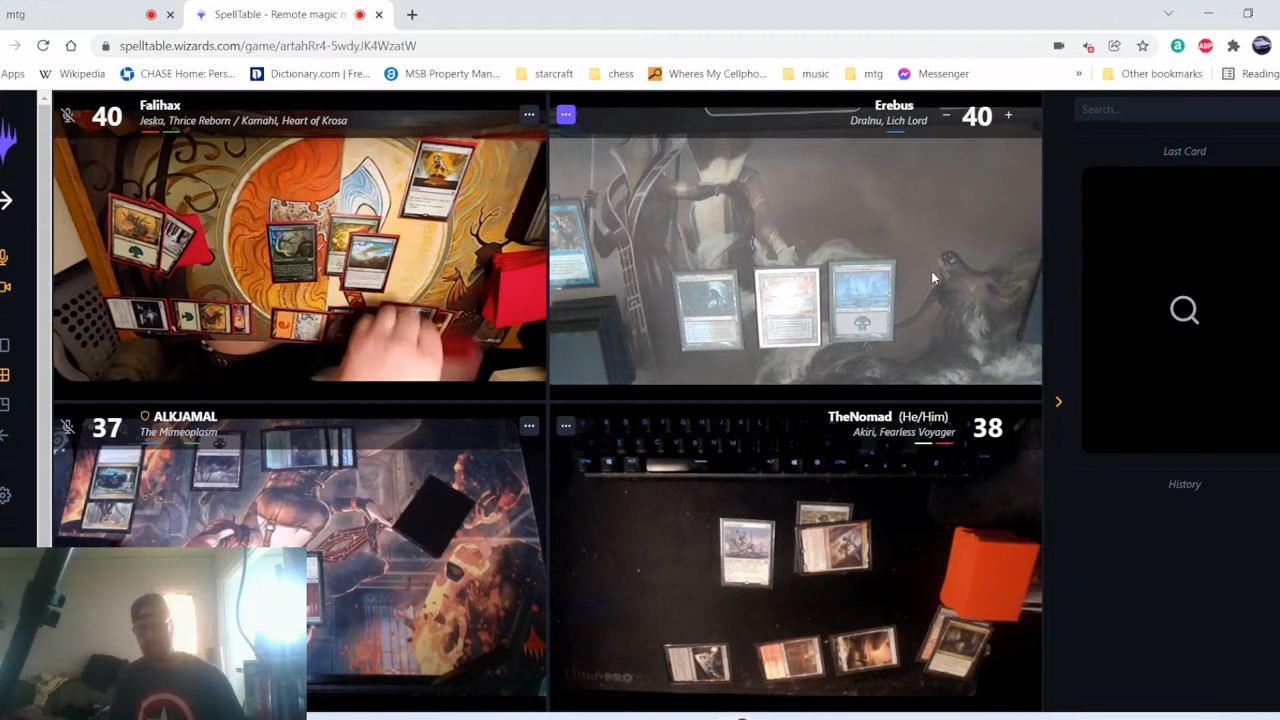 mtg
SpellTable - Remote magic m
spelltable.wizards.com/game/artahRr4-5wdyJK4WzatW
Apps
Wikipedia
CHASE Home: Pers...
Dictionary.com | Fre...
MSB Property Man...
starcraft
chess
Wheres My Cellpho...
music
mtg
Messenger
»
Other bookmarks
Reading
40
Falihax
Jeska, Thrice Reborn / Kamahl, Heart of Krosa
Erebus
Dralnu, Lich Lord
− 40 +
Search...
Last Card
37
ALKJAMAL
The Mimeoplasm
TheNomad (He/Him)
Akiri, Fearless Voyager
38
History